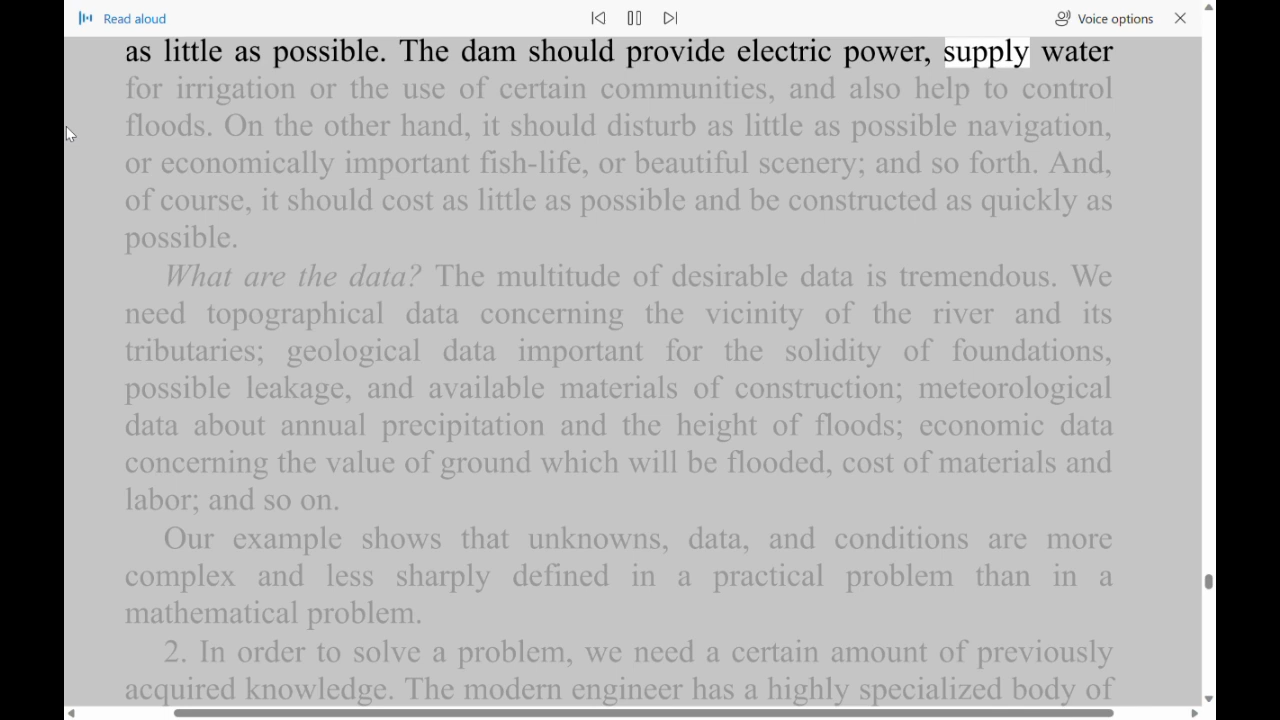 Read aloud
Voice options
as little as possible. The dam should provide electric power, supply water
for irrigation or the use of certain communities, and also help to control
floods. On the other hand, it should disturb as little as possible navigation,
or economically important fish-life, or beautiful scenery; and so forth. And,
of course, it should cost as little as possible and be constructed as quickly as
possible.
What are the data? The multitude of desirable data is tremendous. We
need topographical data concerning the vicinity of the river and its
tributaries; geological data important for the solidity of foundations,
possible leakage, and available materials of construction; meteorological
data about annual precipitation and the height of floods; economic data
concerning the value of ground which will be flooded, cost of materials and
labor; and so on.
Our example shows that unknowns, data, and conditions are more
complex and less sharply defined in a practical problem than in a
mathematical problem.
2. In order to solve a problem, we need a certain amount of previously
acquired knowledge. The modern engineer has a highly specialized body of